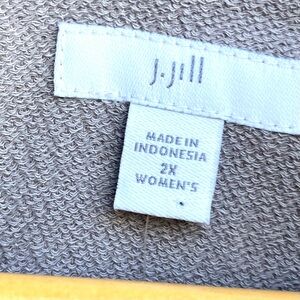 J.Jill
MADE IN
INDONESIA
2X
WOMEN'S